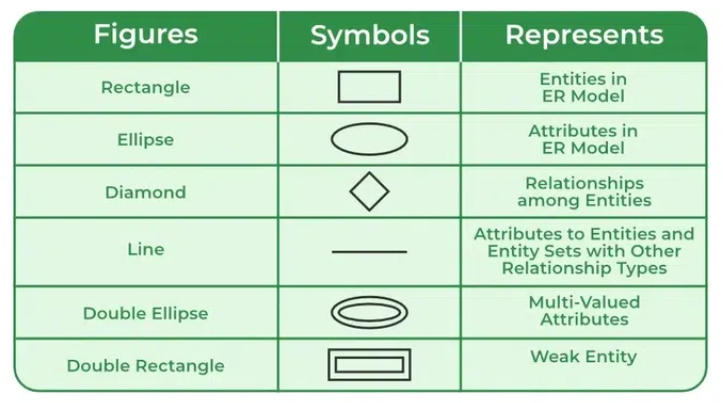 Figures Symbols Represents
Rectangle
Entities in
ER Model
Ellipse
Attributes in
ER Model
Diamond
Relationships
among Entities
Line
Attributes to Entities and
Entity Sets with Other
Relationship Types
Double Ellipse
Multi-Valued
Attributes
Double Rectangle
Weak Entity